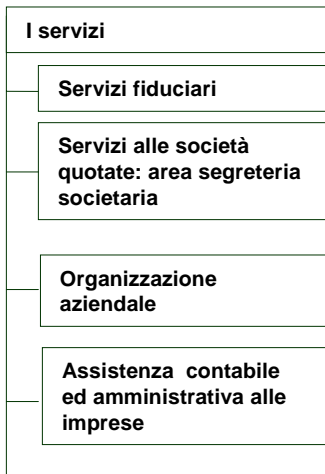 I servizi
Servizi fiduciari
Servizi alle società
quotate: area segreteria
societaria
Organizzazione
aziendale
Assistenza contabile
ed amministrativa alle
imprese